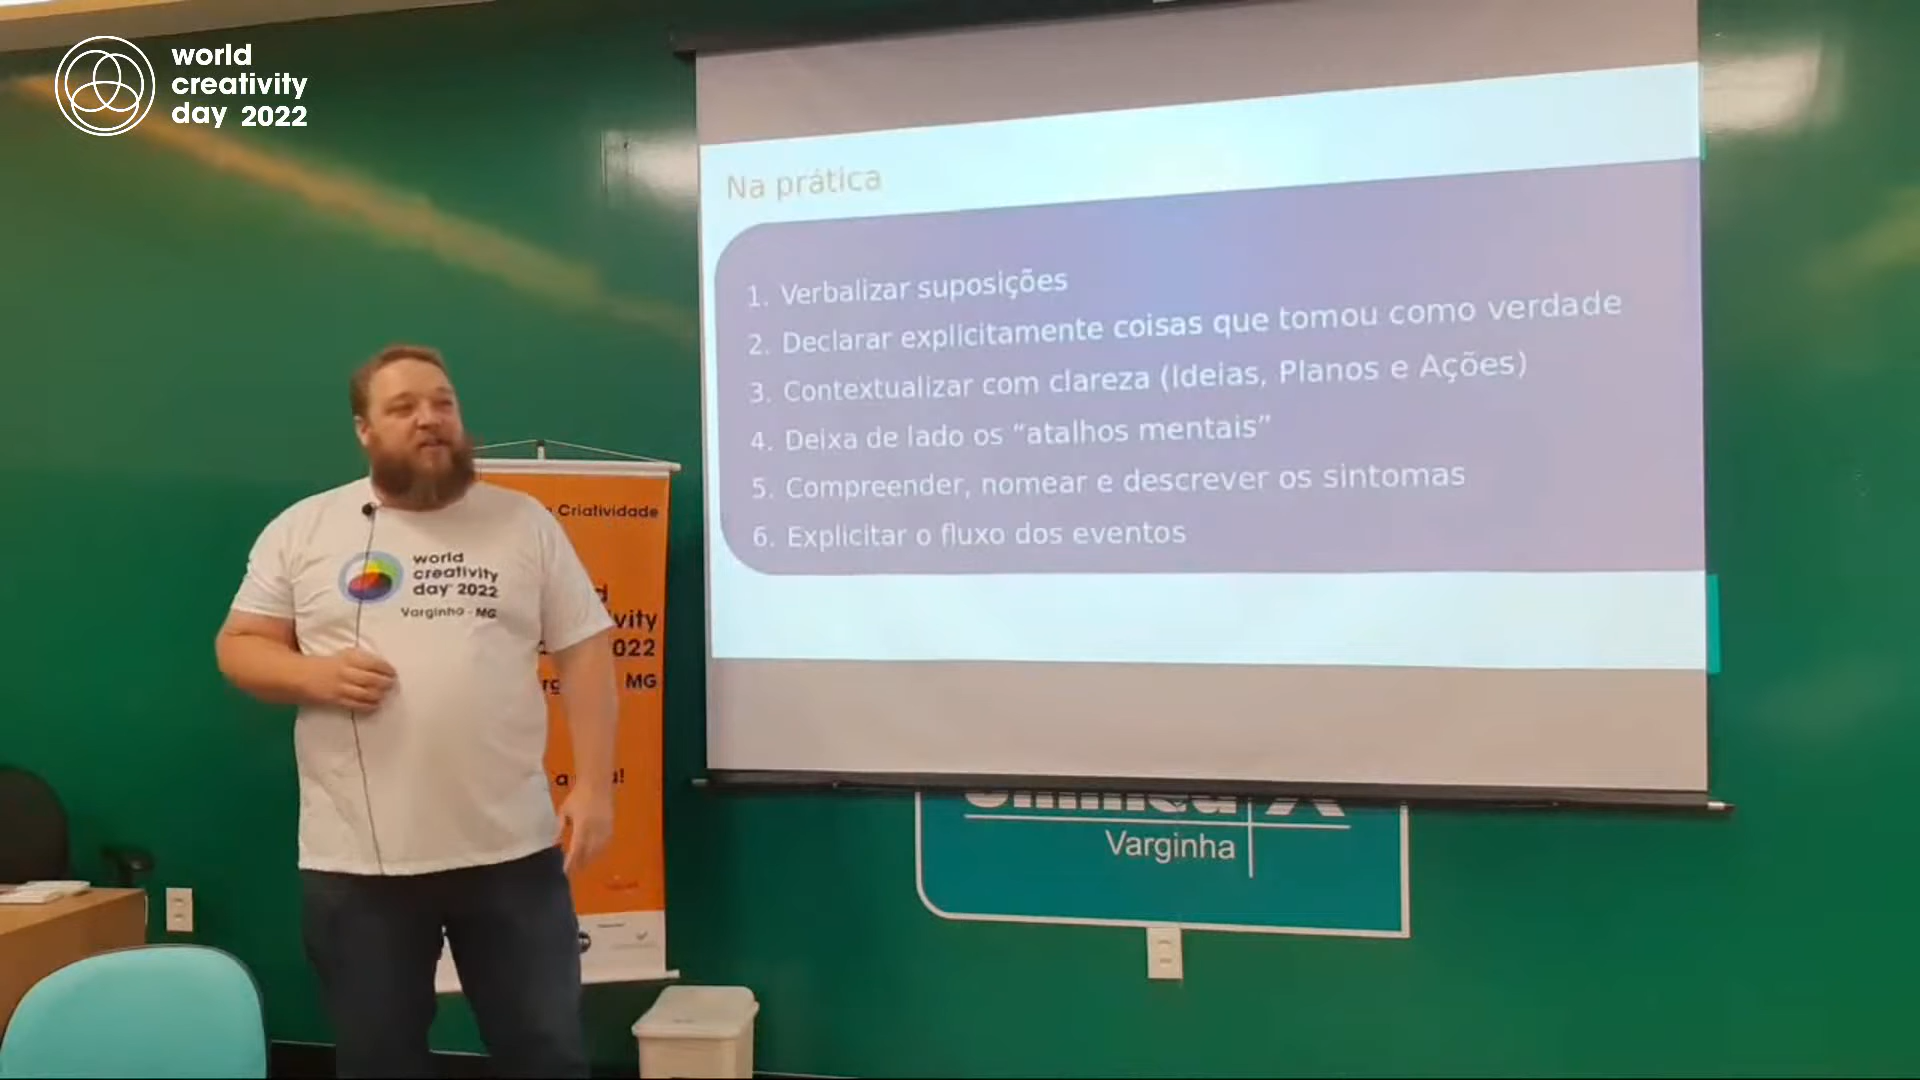 world
creativity
day 2022
Na prática
1. Verbalizar suposições
2. Declarar explicitamente coisas que tomou como verdade
3. Contextualizar com clareza (Ideias, Planos e Ações)
4. Deixa de lado os “atalhos mentais”
5. Compreender, nomear e descrever os sintomas
6. Explicitar o fluxo dos eventos
world
creativity
day 2022
Varginha - MG
Criatividade
2022
MG
Varginha